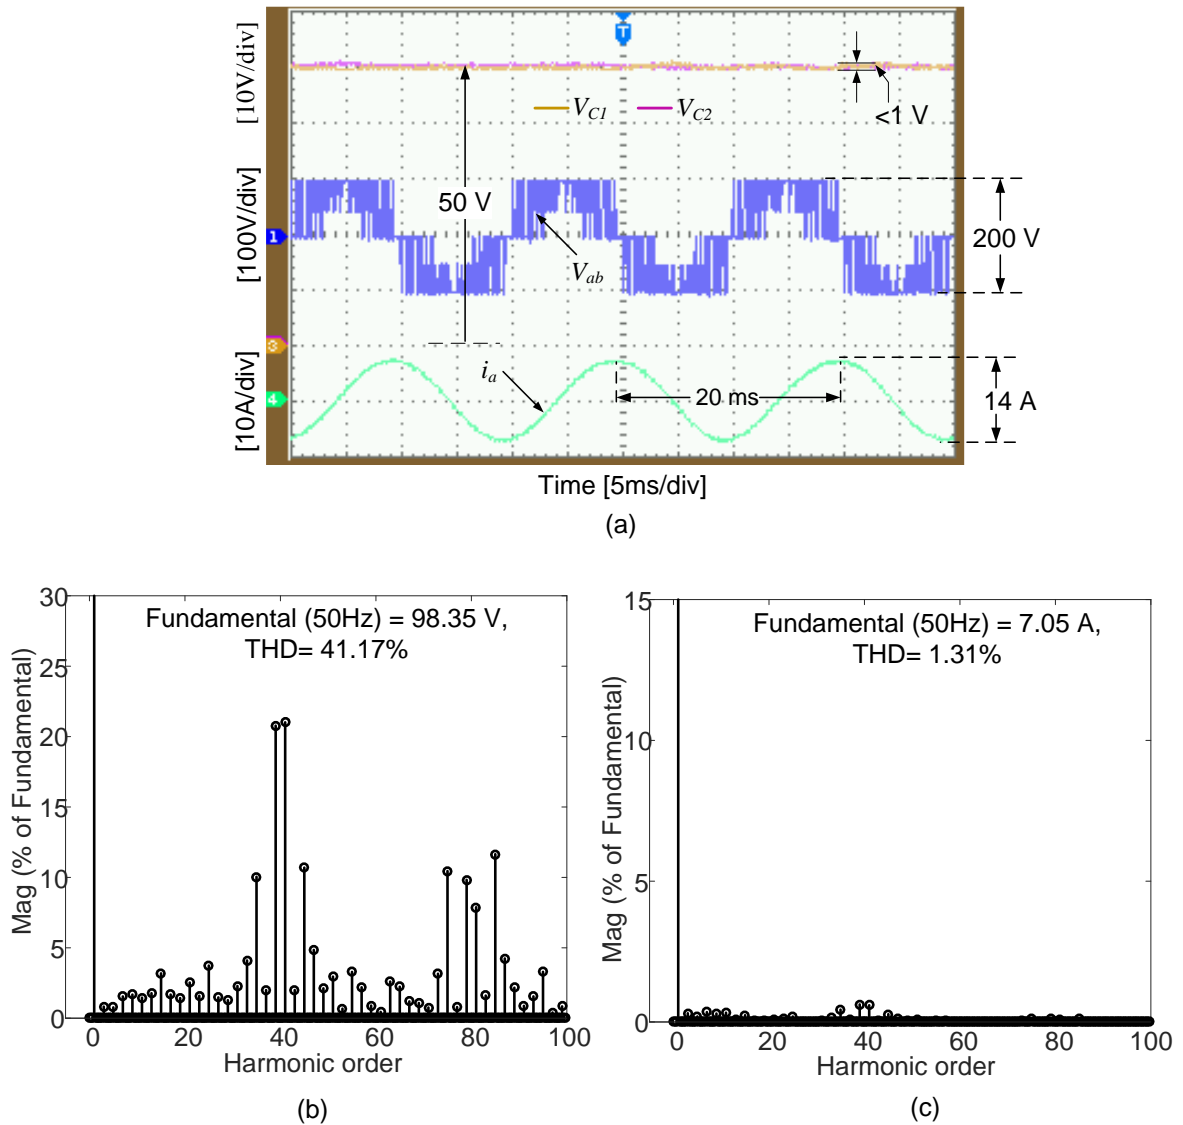 [10V/div]
T
V_C1 V_C2
<1 V
50 V
[100V/div]
1
V_ab
200 V
3
[10A/div]
4
i_a
20 ms
14 A
Time [5ms/div]
(a)
Fundamental (50Hz) = 98.35 V,
THD= 41.17%
Mag (% of Fundamental)
30
25
20
15
10
5
0
0 20 40 60 80 100
Harmonic order
(b)
Fundamental (50Hz) = 7.05 A,
THD= 1.31%
Mag (% of Fundamental)
15
10
5
0
0 20 40 60 80 100
Harmonic order
(c)